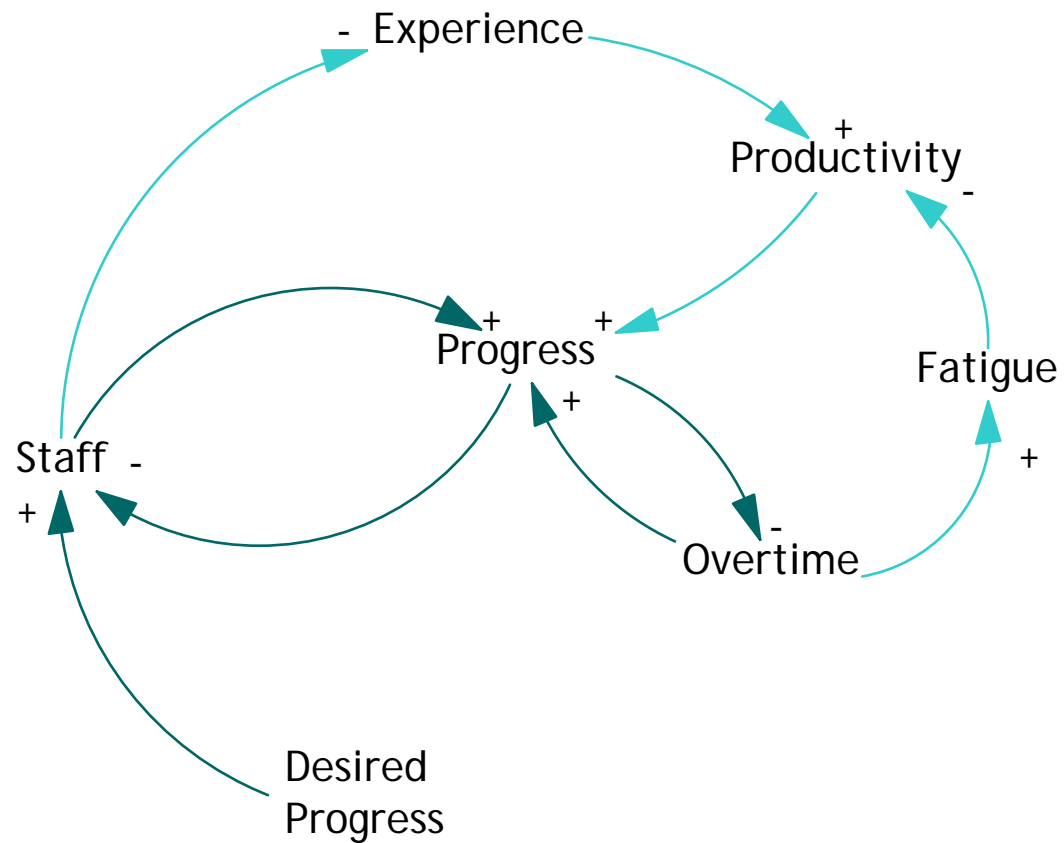 - Experience
+
Productivity
-
+ +
Progress
+
Fatigue
Staff -
+
+
-
Overtime
Desired
Progress